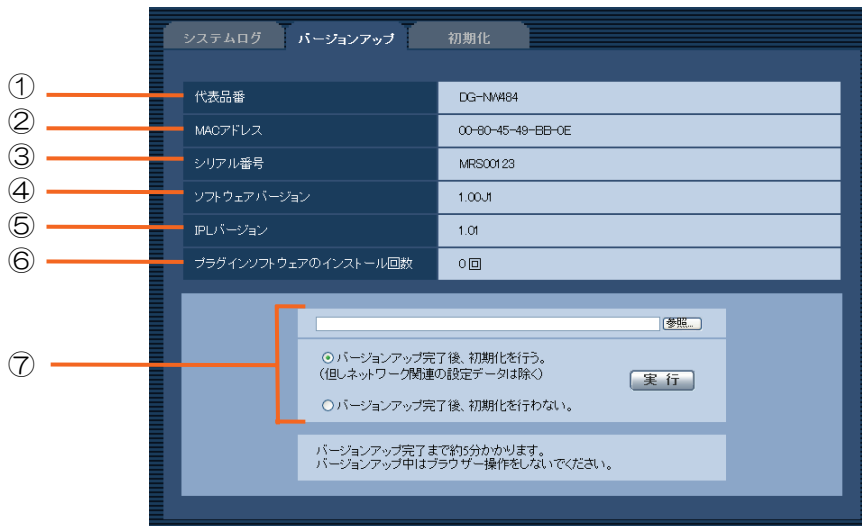 システムログ バージョンアップ 初期化
① 代表品番 DG-NW484
② MACアドレス 00-80-45-49-BB-0E
③ シリアル番号 MRS00123
④ ソフトウェアバージョン 1.00J1
⑤ IPLバージョン 1.01
⑥ プラグインソフトウェアのインストール回数 0回
⑦
参照...
バージョンアップ完了後、初期化を行う。
(但しネットワーク関連の設定データは除く)
実 行
バージョンアップ完了後、初期化を行わない。
バージョンアップ完了まで約5分かかります。
バージョンアップ中はブラウザー操作をしないでください。